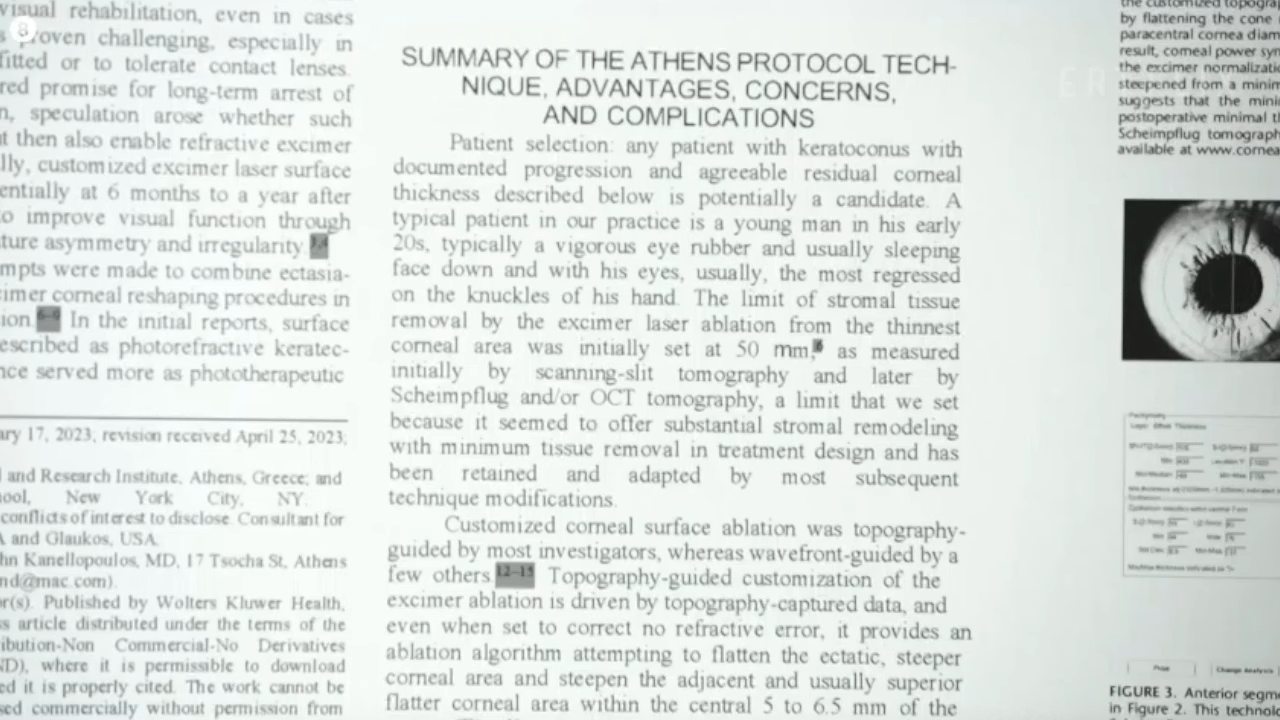 8
visual rehabilitation, even in cases
s proven challenging, especially in
fitted or to tolerate contact lenses.
red promise for long-term arrest of
n, speculation arose whether such
t then also enable refractive excimer
lly, customized excimer laser surface
entially at 6 months to a year after
o improve visual function through
ture asymmetry and irregularity.
mpts were made to combine ectasia-
imer corneal reshaping procedures in
ion 6–9 In the initial reports, surface
escribed as photorefractive keratec-
nce served more as phototherapeutic
ary 17, 2023; revision received April 25, 2023;
l and Research Institute, Athens, Greece; and
ool, New York City, NY.
conflicts of interest to disclose. Consultant for
A and Glaukos, USA.
hn Kanellopoulos, MD, 17 Tsocha St, Athens
nd@mac.com).
or(s). Published by Wolters Kluwer Health,
ss article distributed under the terms of the
ribution-Non Commercial-No Derivatives
ND), where it is permissible to download
ed it is properly cited. The work cannot be
sed commercially without permission from
SUMMARY OF THE ATHENS PROTOCOL TECH-
NIQUE, ADVANTAGES, CONCERNS,
AND COMPLICATIONS
Patient selection: any patient with keratoconus with
documented progression and agreeable residual corneal
thickness described below is potentially a candidate. A
typical patient in our practice is a young man in his early
20s, typically a vigorous eye rubber and usually sleeping
face down and with his eyes, usually, the most regressed
on the knuckles of his hand. The limit of stromal tissue
removal by the excimer laser ablation from the thinnest
corneal area was initially set at 50 mm,6 as measured
initially by scanning-slit tomography and later by
Scheimpflug and/or OCT tomography, a limit that we set
because it seemed to offer substantial stromal remodeling
with minimum tissue removal in treatment design and has
been retained and adapted by most subsequent
technique modifications.
Customized corneal surface ablation was topography-
guided by most investigators, whereas wavefront-guided by a
few others.12–15 Topography-guided customization of the
excimer ablation is driven by topography-captured data, and
even when set to correct no refractive error, it provides an
ablation algorithm attempting to flatten the ectatic, steeper
corneal area and steepen the adjacent and usually superior
flatter corneal area within the central 5 to 6.5 mm of the
the customized topogra
by flattening the cone
paracentral cornea diam
result, corneal power sy
the excimer normalizati
steepened from a minim
suggests that the mini
postoperative minimal t
Scheimpflug tomograph
available at www.cornea
FIGURE 3. Anterior segm
in Figure 2. This technolo